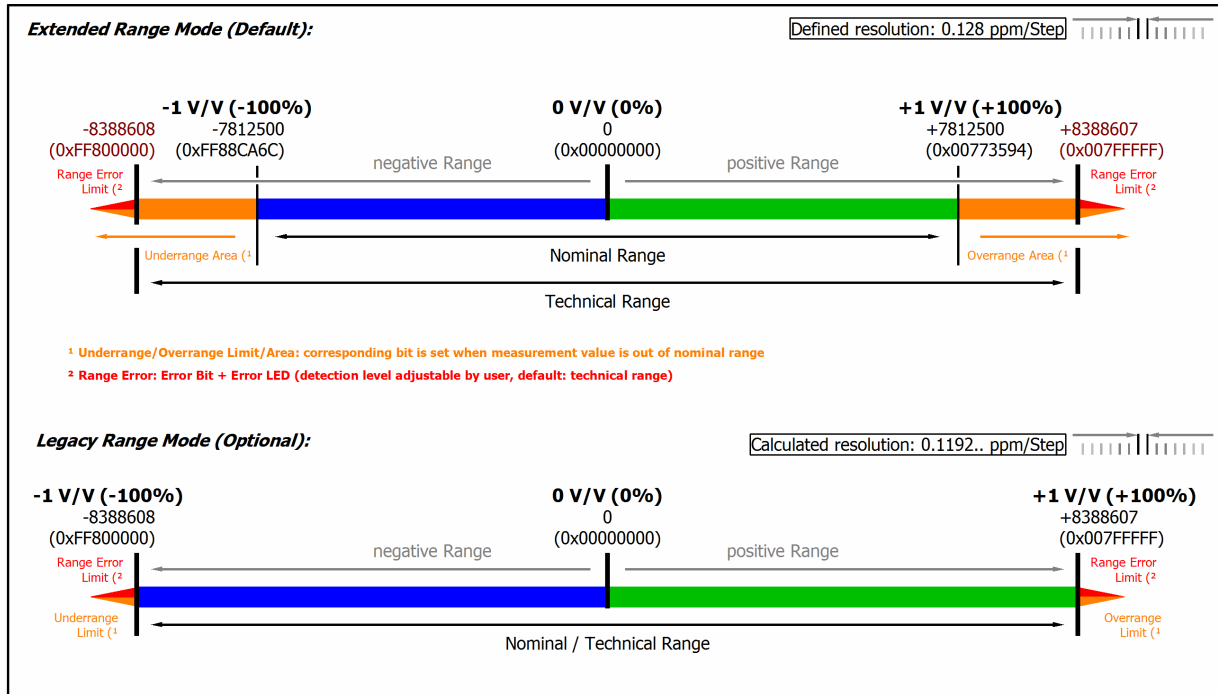 Extended Range Mode (Default):
Defined resolution: 0.128 ppm/Step
-1 V/V (-100%)
0 V/V (0%)
+1 V/V (+100%)
-8388608
-7812500
0
+7812500
+8388607
(0xFF800000)
(0xFF88CA6C)
(0x00000000)
(0x00773594)
(0x007FFFFF)
negative Range
positive Range
Range Error
Limit (²
Range Error
Limit (²
Underrange Area (¹
Nominal Range
Overrange Area (¹
Technical Range
¹ Underrange/Overrange Limit/Area: corresponding bit is set when measurement value is out of nominal range
² Range Error: Error Bit + Error LED (detection level adjustable by user, default: technical range)
Legacy Range Mode (Optional):
Calculated resolution: 0.1192.. ppm/Step
-1 V/V (-100%)
0 V/V (0%)
+1 V/V (+100%)
-8388608
0
+8388607
(0xFF800000)
(0x00000000)
(0x007FFFFF)
negative Range
positive Range
Range Error
Limit (²
Range Error
Limit (²
Underrange
Limit (¹
Overrange
Limit (¹
Nominal / Technical Range